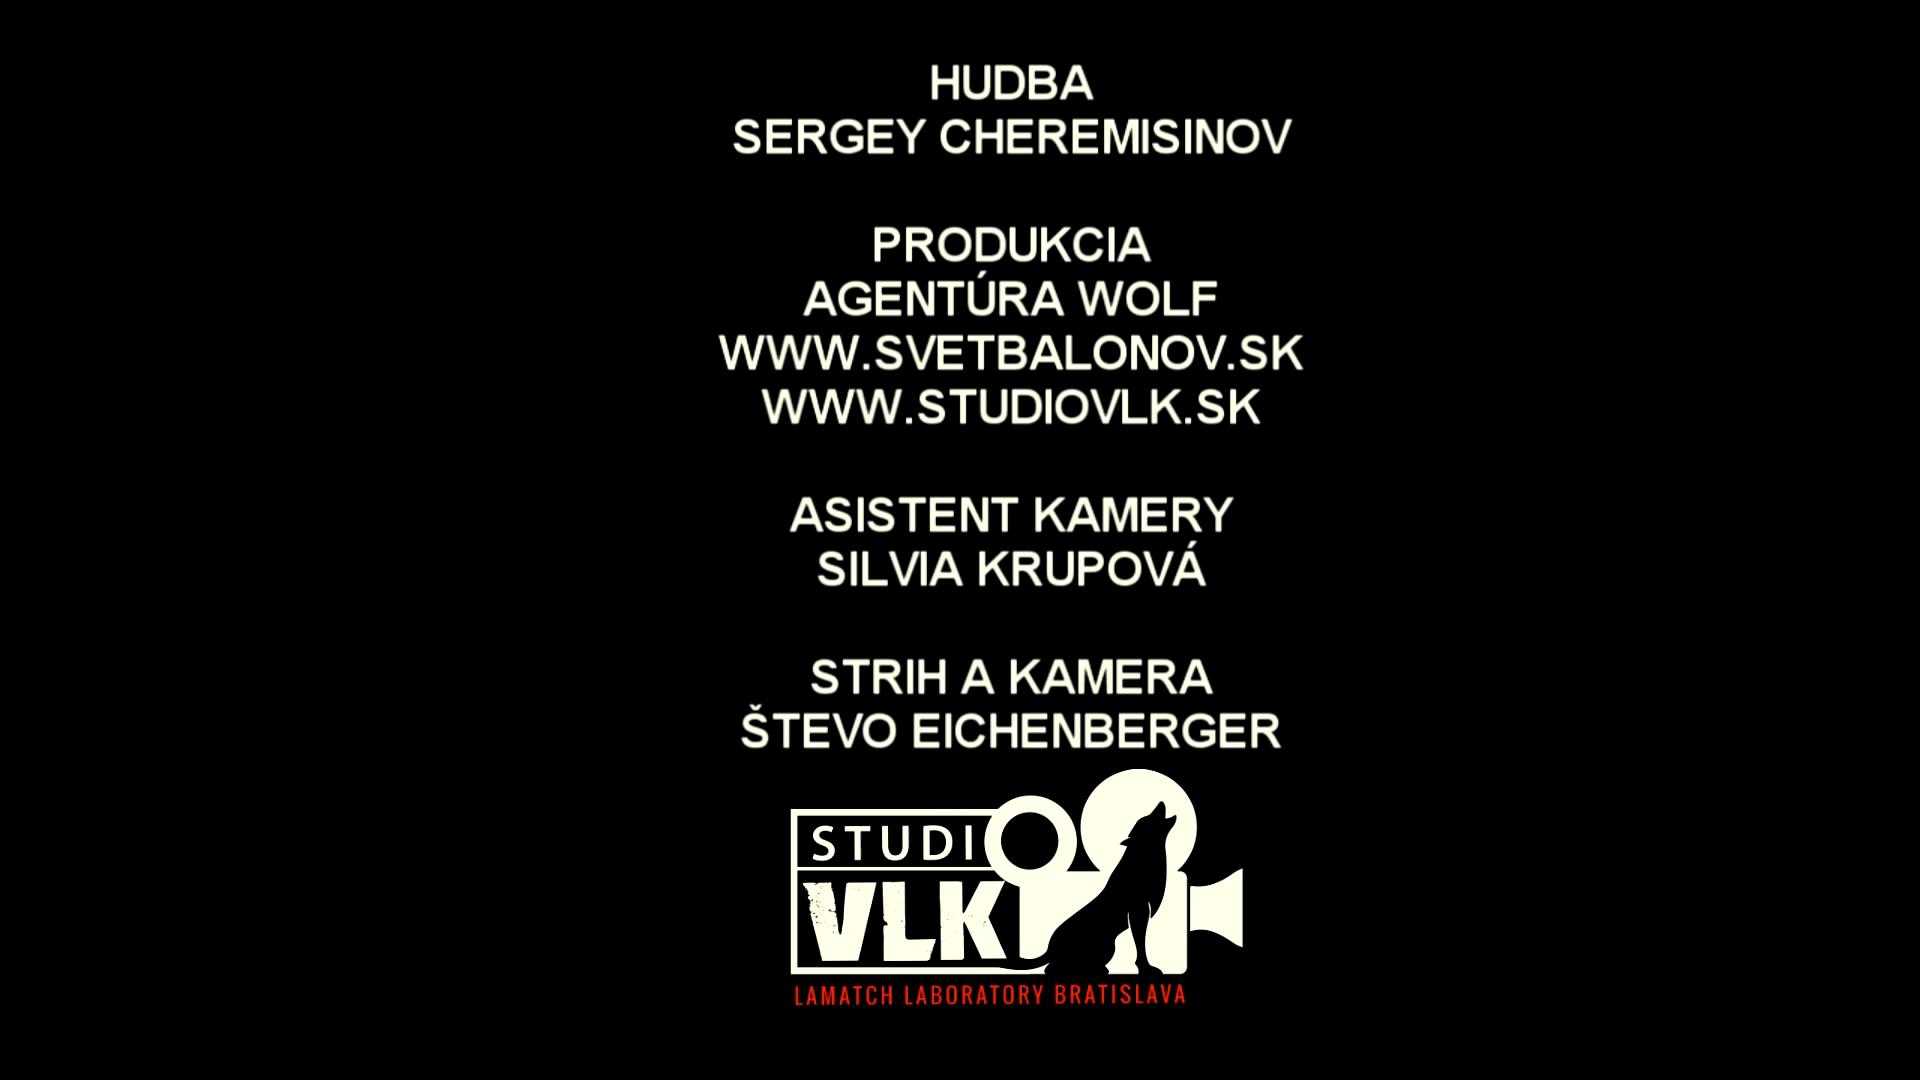 HUDBA
SERGEY CHEREMISINOV
PRODUKCIA
AGENTÚRA WOLF
WWW.SVETBALONOV.SK
WWW.STUDIOVLK.SK
ASISTENT KAMERY
SILVIA KRUPOVÁ
STRIH A KAMERA
ŠTEVO EICHENBERGER
STUDIO
VLK
LAMATCH LABORATORY BRATISLAVA